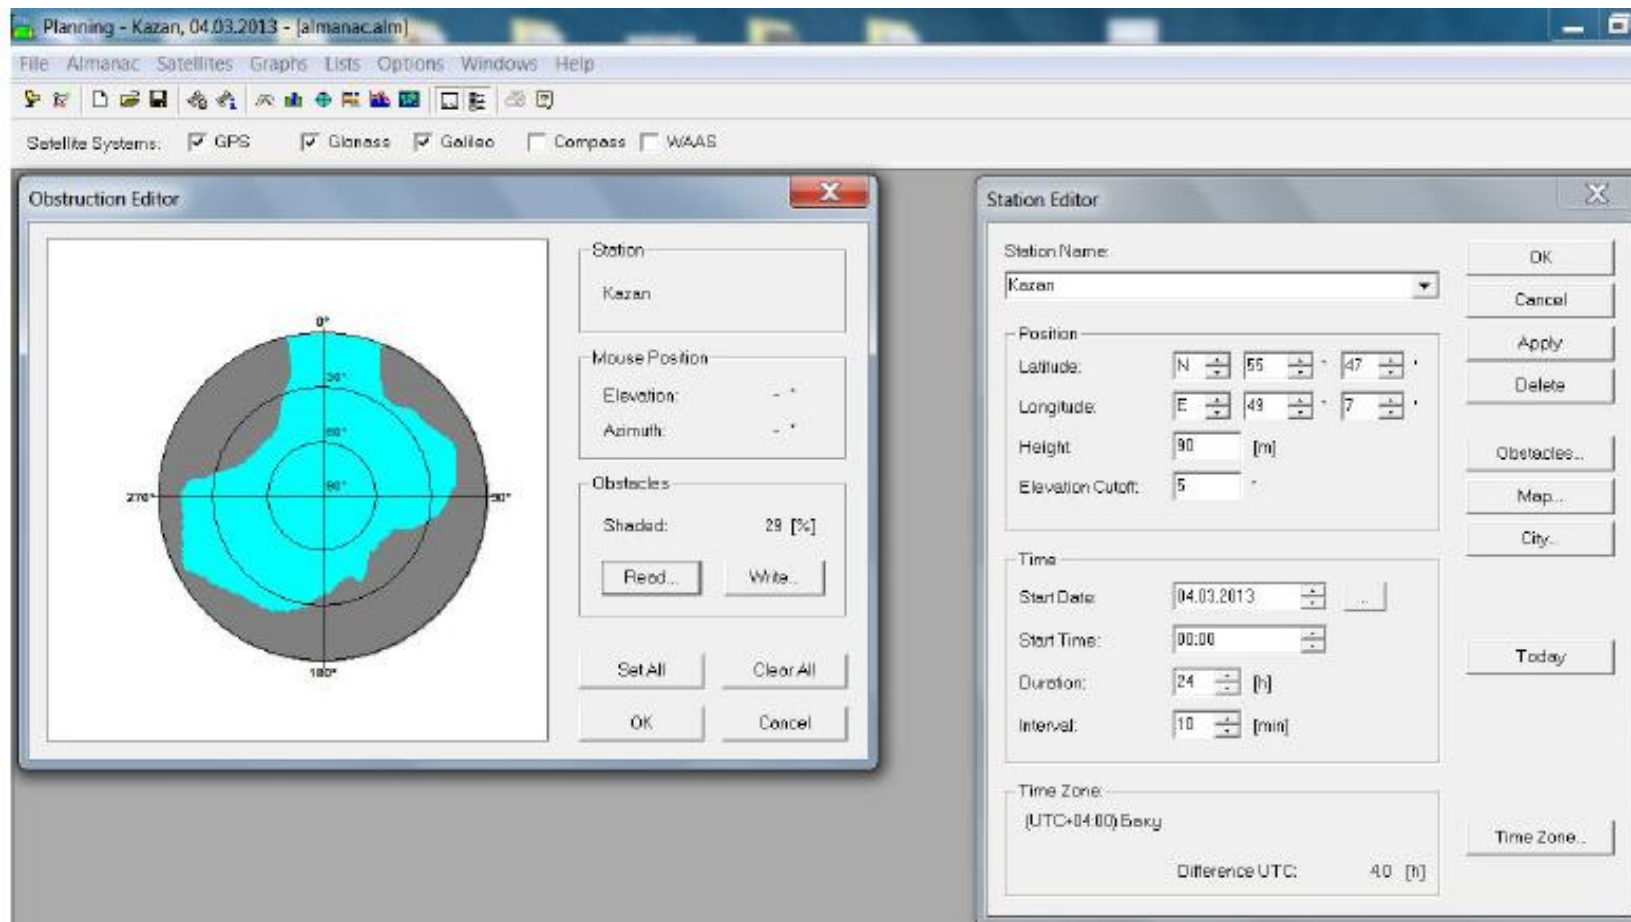 Planning - Kazan, 04.03.2013 - [almanac.alm]
File Almanac Satellites Graphs Lists Options Windows Help
Satellite Systems: GPS Glonass Galileo Compass WAAS
Obstruction Editor
0°
30°
60°
90°
270°
90°
180°
Station
Kazan
Mouse Position
Elevation: - °
Azimuth: - °
Obstacles
Shaded: 29 [%]
Read... Write...
Set All Clear All
OK Cancel
Station Editor
Station Name:
Kazan
Position
Latitude: N 55 ° 47 '
Longitude: E 49 ° 7 '
Height 90 [m]
Elevation Cutoff: 5 °
Time
Start Date: 04.03.2013 ...
Start Time: 00:00
Duration: 24 [h]
Interval: 10 [min]
Time Zone:
(UTC+04:00) Баку
Difference UTC: 4.0 [h]
OK
Cancel
Apply
Delete
Obstacles...
Map...
City...
Today
Time Zone...